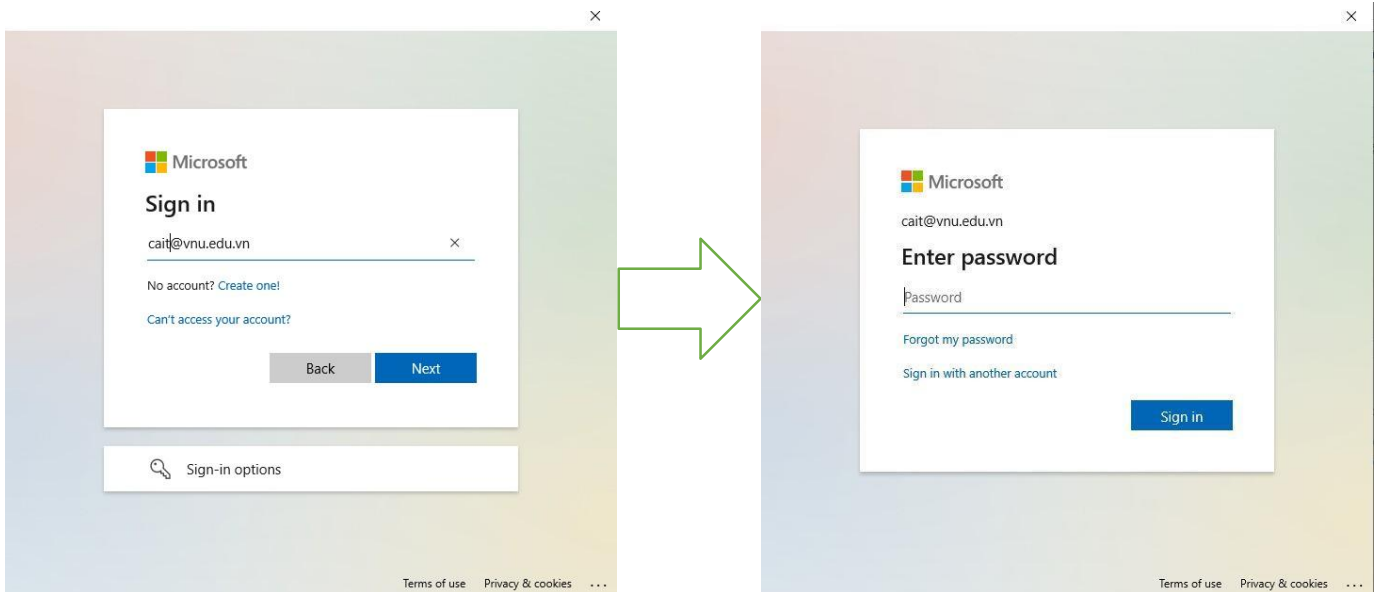 Microsoft
Sign in
cait@vnu.edu.vn
No account? Create one!
Can't access your account?
Back Next
Sign-in options
Terms of use Privacy & cookies ...
Microsoft
cait@vnu.edu.vn
Enter password
Password
Forgot my password
Sign in with another account
Sign in
Terms of use Privacy & cookies ...